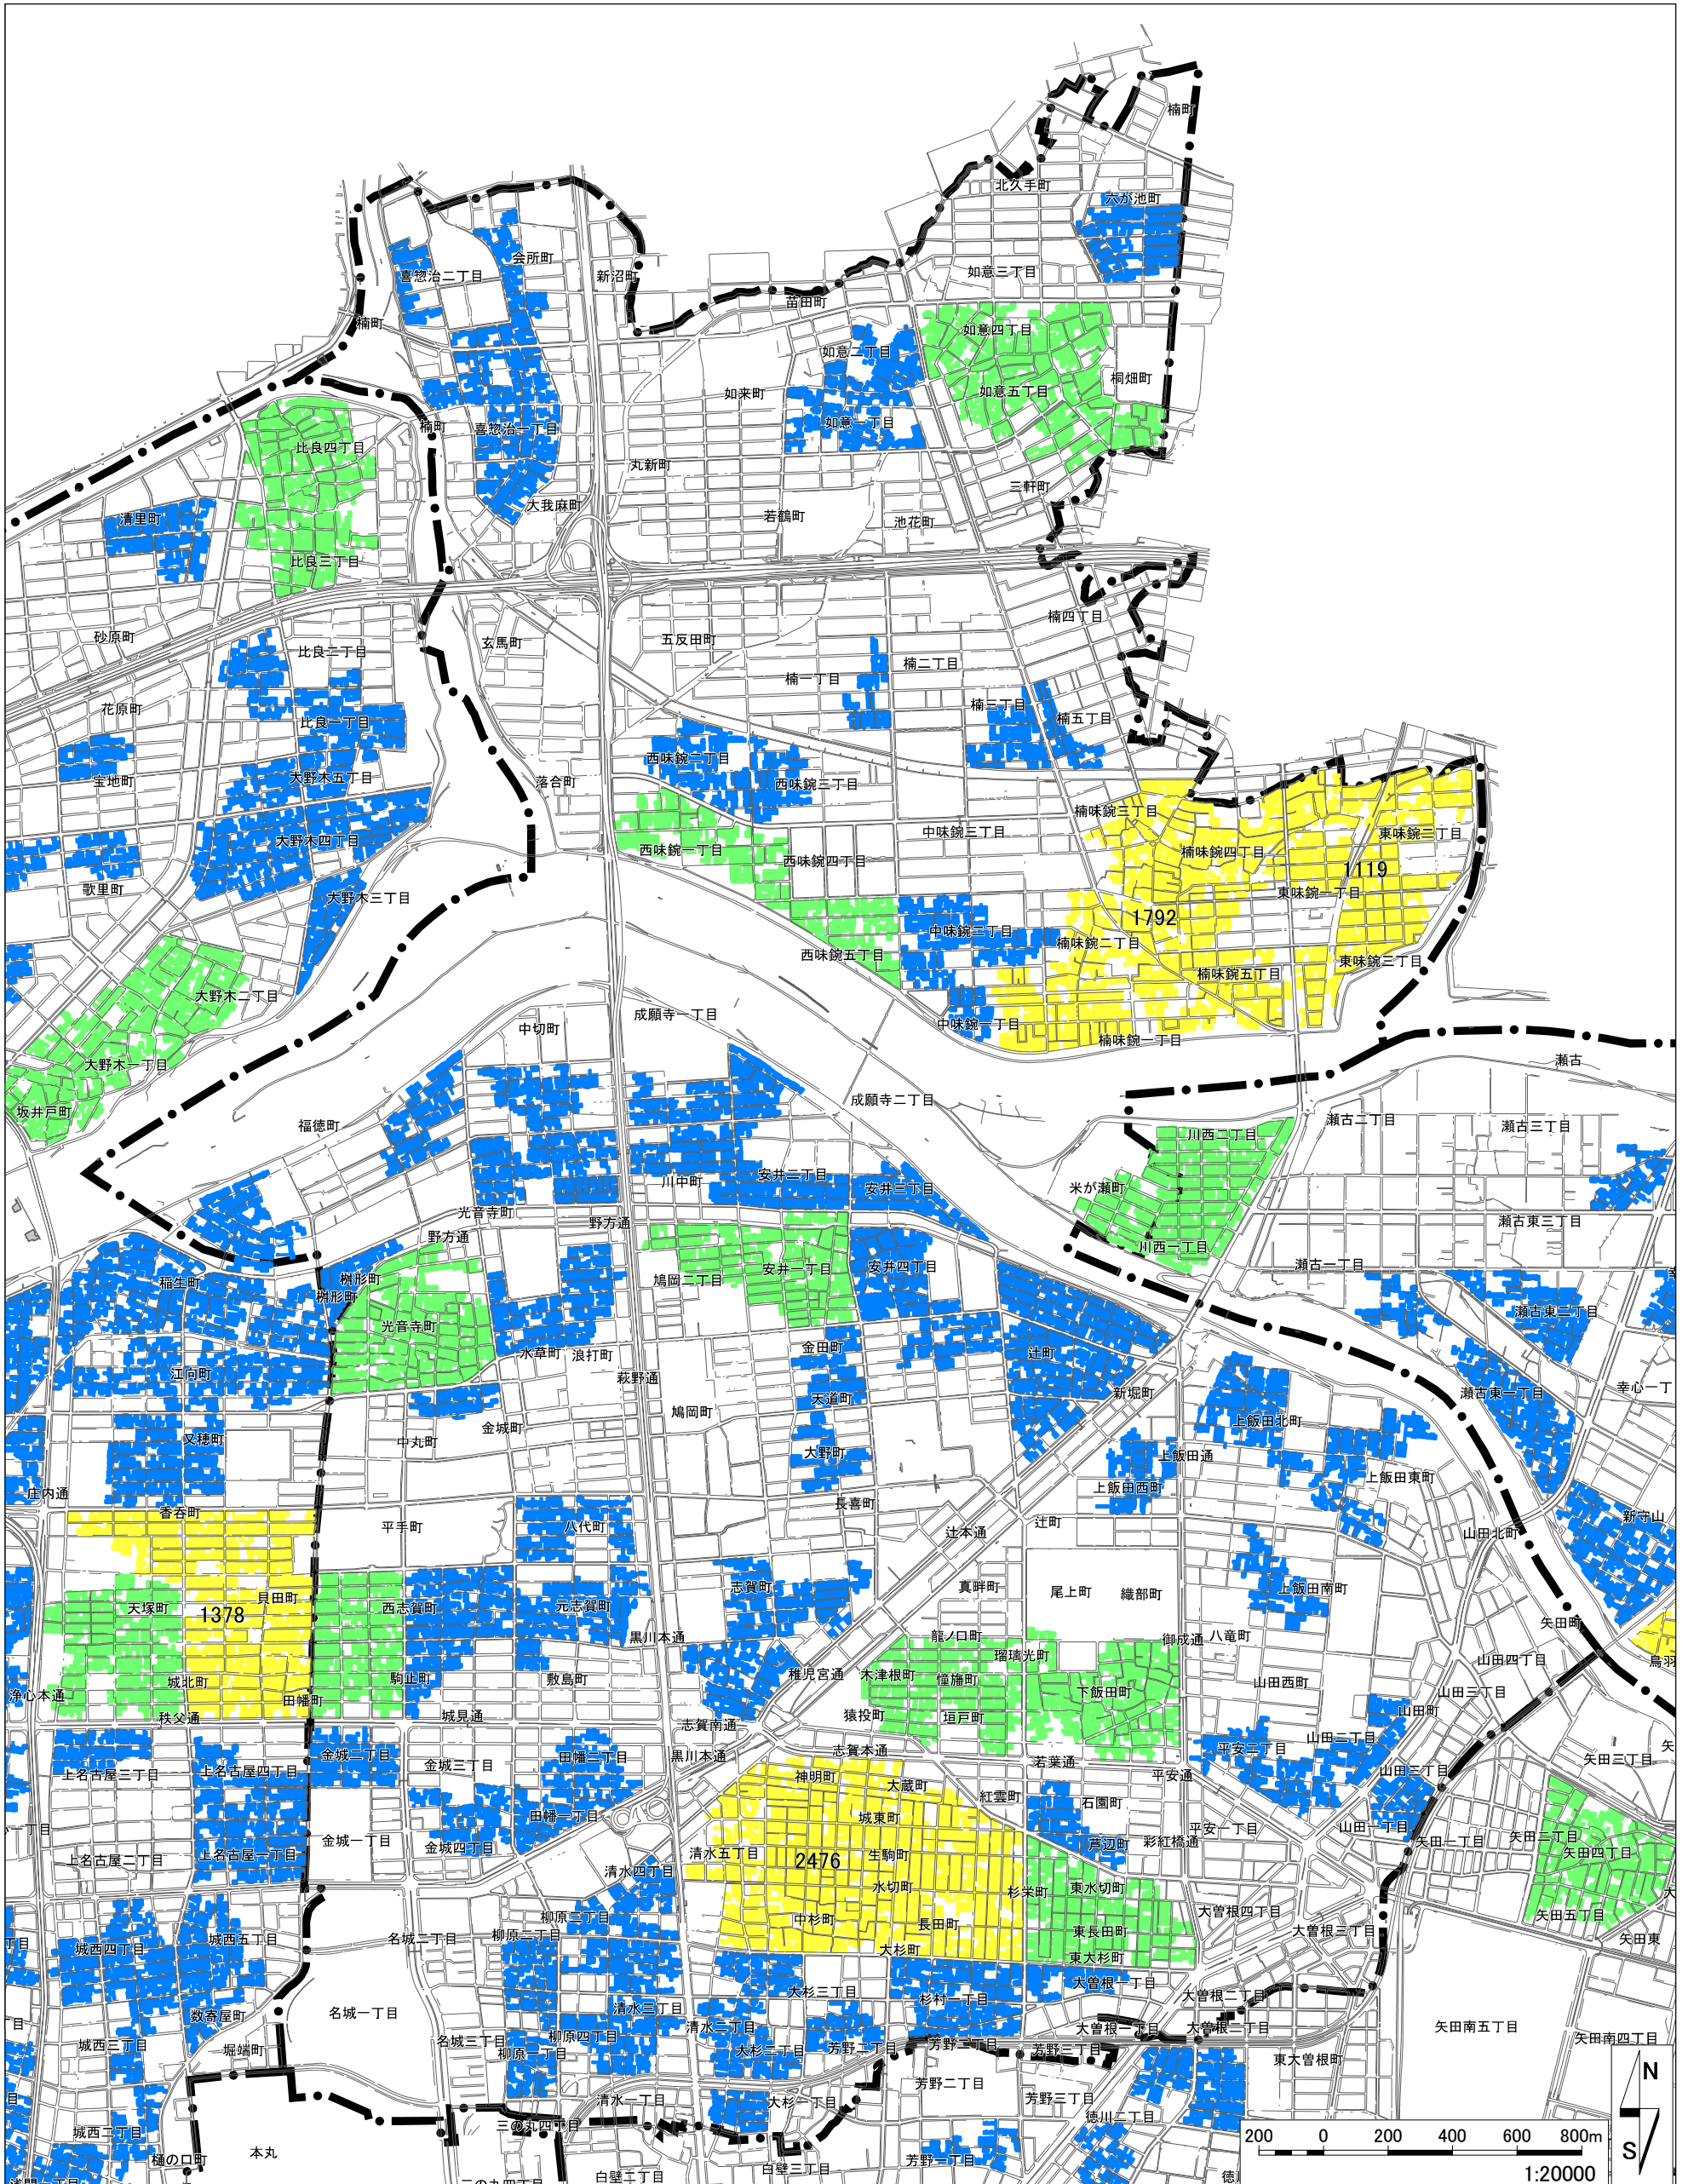 楠町
北久手町
六が池町
会所町
喜惣治二丁目
新沼町
如意三丁目
苗田町
楠町
如意四丁目
如意二丁目
桐畑町
如意五丁目
如来町
如意一丁目
楠町
喜惣治一丁目
比良四丁目
丸新町
三軒町
大我麻町
清里町
若鶴町
池花町
比良三丁目
楠四丁目
砂原町
五反田町
玄馬町
比良二丁目
楠二丁目
楠一丁目
楠三丁目
花原町
楠五丁目
比良一丁目
西味鋺二丁目
大野木五丁目
宝地町
落合町
西味鋺三丁目
楠味鋺三丁目
中味鋺三丁目
東味鋺二丁目
大野木四丁目
西味鋺一丁目
楠味鋺四丁目
西味鋺四丁目
1119
歌里町
東味鋺一丁目
大野木三丁目
1792
中味鋺二丁目
楠味鋺二丁目
西味鋺五丁目
東味鋺三丁目
楠味鋺五丁目
大野木二丁目
成願寺一丁目
中味鋺一丁目
中切町
楠味鋺一丁目
瀬古
大野木一丁目
成願寺二丁目
坂井戸町
瀬古二丁目
福徳町
瀬古三丁目
川西二丁目
安井二丁目
川中町
安井三丁目
米が瀬町
光音寺町
野方通
瀬古東三丁目
野方通
川西一丁目
瀬古一丁目
安井四丁目
安井一丁目
鳩岡二丁目
桝形町
稲生町
桝形町
瀬古東二丁目
光音寺町
金田町
水草町
浪打町
辻町
江向町
萩野通
幸心一丁
瀬古東一丁目
新堀町
天道町
鳩岡町
上飯田北町
金城町
又穂町
中丸町
大野町
上飯田通
上飯田東町
上飯田西町
庄内通
長喜町
香呑町
新守山
辻町
平手町
八代町
辻本通
山田北町
志賀町
真畔町
尾上町
上飯田南町
織部町
貝田町
天塚町
西志賀町
元志賀町
1378
矢田町
黒川本通
龍ノ口町
御成通
八竜町
瑠璃光町
山田四丁目
鳥羽
稚児宮通
木津根町
憧旛町
駒止町
敷島町
城北町
山田西町
下飯田町
山田三丁目
浄心本通
田幡町
猿投町
垣戸町
山田町
秩父通
城見通
志賀南通
山田二丁目
平安二丁目
志賀本通
黒川本通
金城二丁目
田幡二丁目
若葉通
矢田三丁目
金城三丁目
上名古屋三丁目
上名古屋四丁目
山田三丁目
平安通
神明町
大蔵町
紅雲町
石園町
田幡一丁目
城東町
平安一丁目
山田一丁目
金城一丁目
金城四丁目
芦辺町
彩紅橋通
矢田一丁目
矢田二丁目
清水五丁目
生駒町
矢田四丁目
上名古屋二丁目
上名古屋一丁目
2476
清水四丁目
水切町
東水切町
杉栄町
柳原三丁目
中杉町
長田町
大曽根四丁目
矢田五丁目
東長田町
大曽根三丁目
柳原二丁目
名城二丁目
城西五丁目
城西四丁目
矢田東
大杉町
東大杉町
大曽根一丁目
大杉三丁目
大曽根二丁目
杉村一丁目
清水三丁目
名城一丁目
数寄屋町
清水二丁目
大曽根一丁目
大曽根二丁目
矢田南五丁目
柳原四丁目
矢田南四丁目
名城三丁目
城西三丁目
芳野二丁目
芳野二丁目
堀端町
柳原一丁目
大杉二丁目
芳野三丁目
東大曽根町
芳野二丁目
清水一丁目
大杉一丁目
芳野三丁目
徳川二丁目
三の丸四丁目
城西二丁目
本丸
樋の口町
芳野一丁目
白壁三丁目
白壁二丁目
N
S
200 0 200 400 600 800m
1:20000